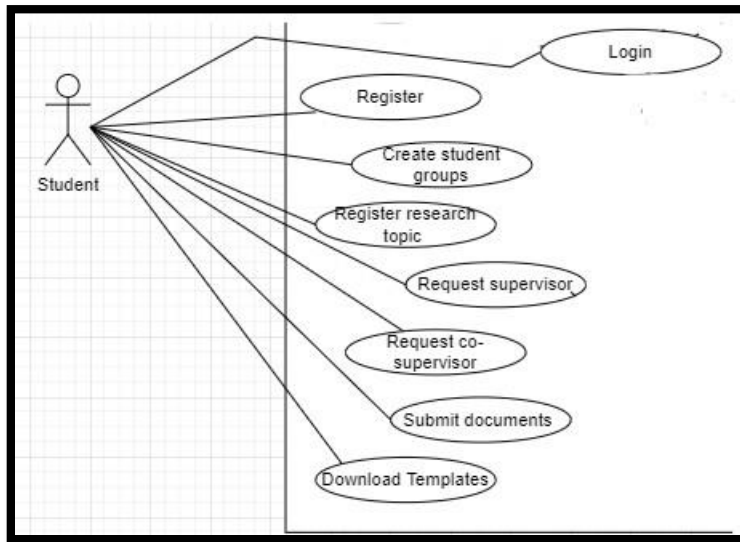 Login
Register
Create student
groups
Student
Register research
topic
Request supervisor
Request co-
supervisor
Submit documents
Download Templates